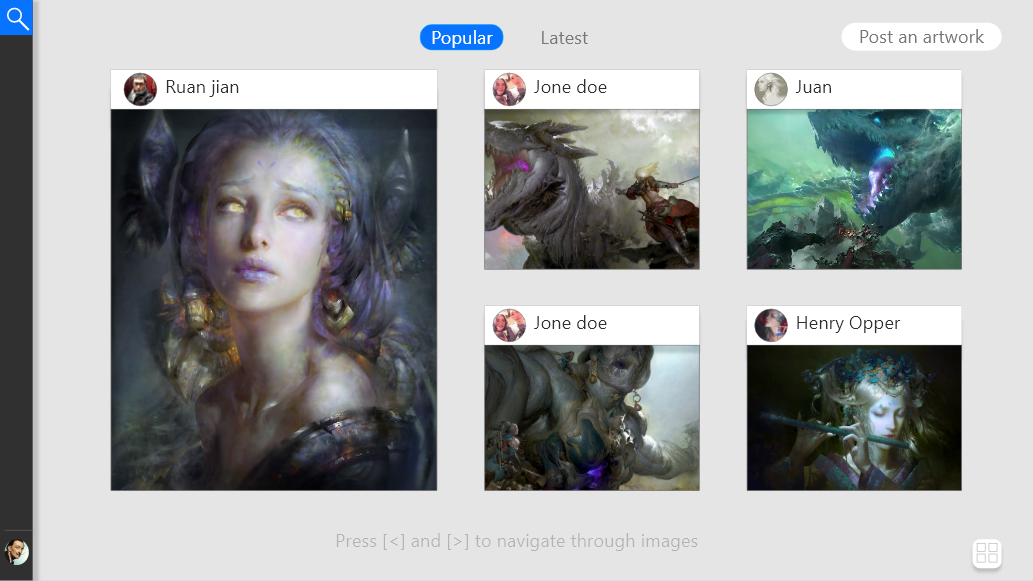 Popular
Latest
Post an artwork
Ruan jian
Jone doe
Juan
Jone doe
Henry Opper
Press [<] and [>] to navigate through images